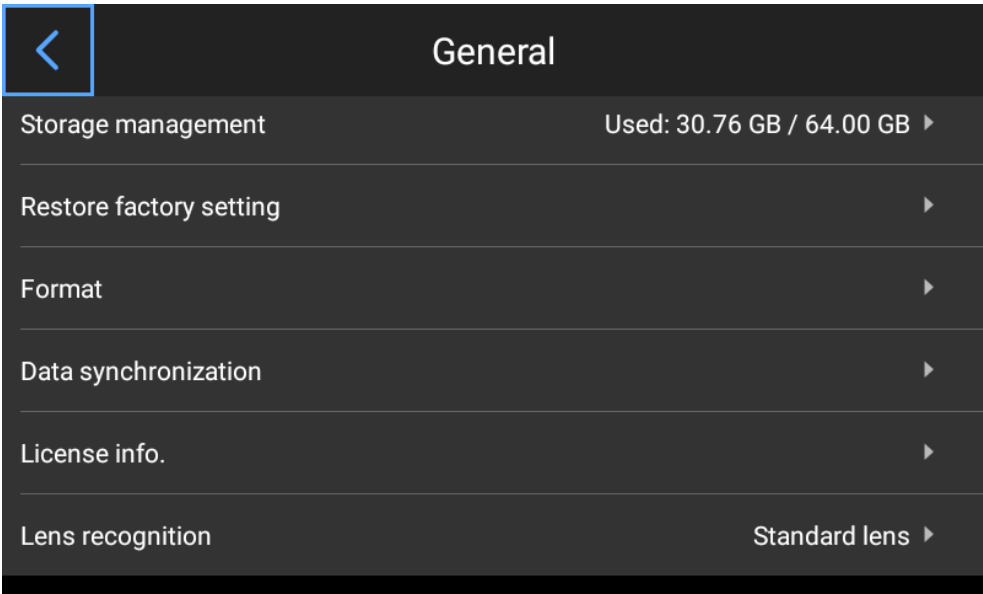 General
Storage management Used: 30.76 GB / 64.00 GB
Restore factory setting
Format
Data synchronization
License info.
Lens recognition Standard lens